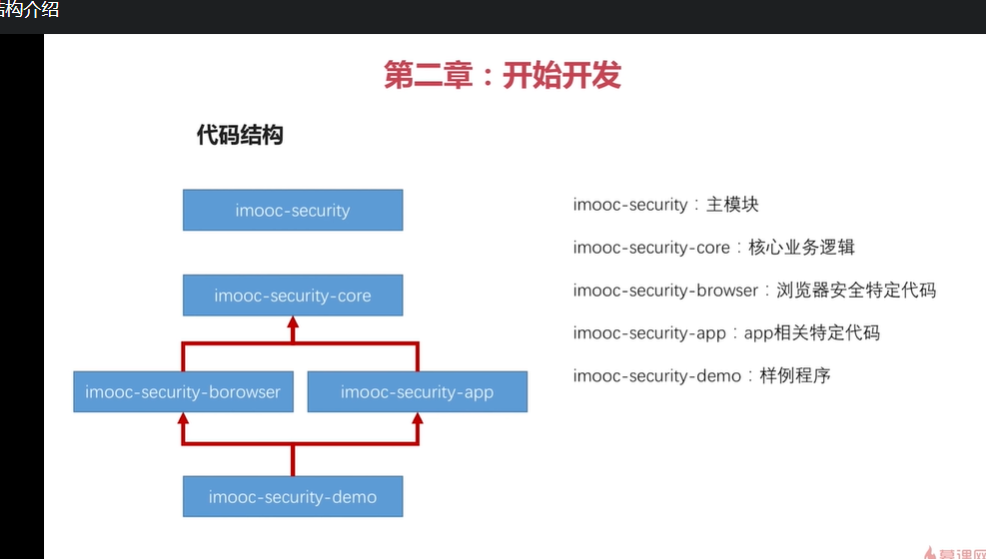 结构介绍
第二章：开始开发
代码结构
imooc-security
imooc-security-core
imooc-security-borowser
imooc-security-app
imooc-security-demo
imooc-security：主模块
imooc-security-core：核心业务逻辑
imooc-security-browser：浏览器安全特定代码
imooc-security-app：app相关特定代码
imooc-security-demo：样例程序
慕课网